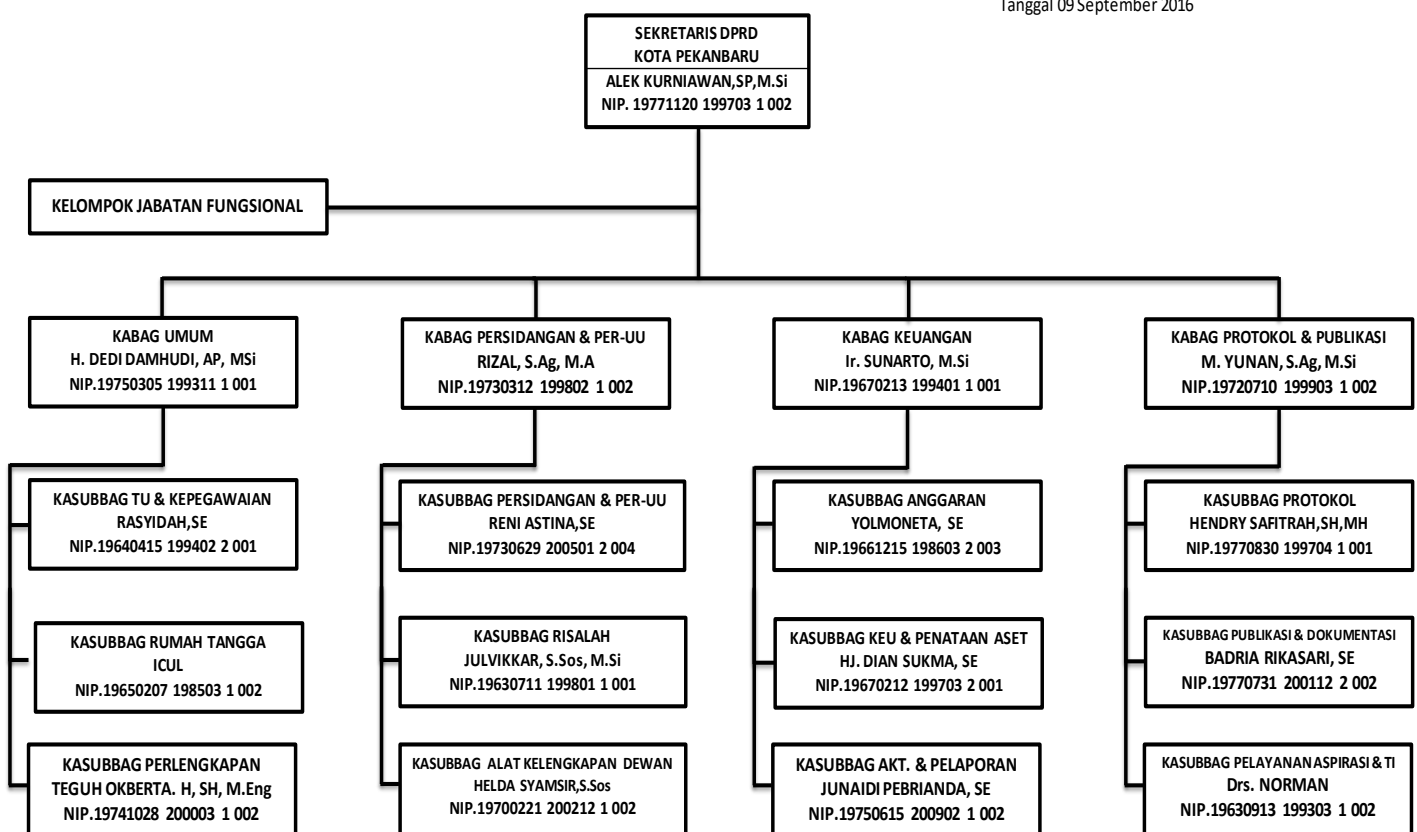 Tanggal 09 September 2016
SEKRETARIS DPRD
KOTA PEKANBARU
ALEK KURNIAWAN,SP,M.Si
NIP. 19771120 199703 1 002
KELOMPOK JABATAN FUNGSIONAL
KABAG UMUM
H. DEDI DAMHUDI, AP, MSi
NIP.19750305 199311 1 001
KABAG PERSIDANGAN & PER-UU
RIZAL, S.Ag, M.A
NIP.19730312 199802 1 002
KABAG KEUANGAN
Ir. SUNARTO, M.Si
NIP.19670213 199401 1 001
KABAG PROTOKOL & PUBLIKASI
M. YUNAN, S.Ag, M.Si
NIP.19720710 199903 1 002
KASUBBAG TU & KEPEGAWAIAN
RASYIDAH,SE
NIP.19640415 199402 2 001
KASUBBAG PERSIDANGAN & PER-UU
RENI ASTINA,SE
NIP.19730629 200501 2 004
KASUBBAG ANGGARAN
YOLMONETA, SE
NIP.19661215 198603 2 003
KASUBBAG PROTOKOL
HENDRY SAFITRAH,SH,MH
NIP.19770830 199704 1 001
KASUBBAG RUMAH TANGGA
ICUL
NIP.19650207 198503 1 002
KASUBBAG RISALAH
JULVIKKAR, S.Sos, M.Si
NIP.19630711 199801 1 001
KASUBBAG KEU & PENATAAN ASET
HJ. DIAN SUKMA, SE
NIP.19670212 199703 2 001
KASUBBAG PUBLIKASI & DOKUMENTASI
BADRIA RIKASARI, SE
NIP.19770731 200112 2 002
KASUBBAG PERLENGKAPAN
TEGUH OKBERTA. H, SH, M.Eng
NIP.19741028 200003 1 002
KASUBBAG ALAT KELENGKAPAN DEWAN
HELDA SYAMSIR,S.Sos
NIP.19700221 200212 1 002
KASUBBAG AKT. & PELAPORAN
JUNAIDI PEBRIANDA, SE
NIP.19750615 200902 1 002
KASUBBAG PELAYANAN ASPIRASI & TI
Drs. NORMAN
NIP.19630913 199303 1 002